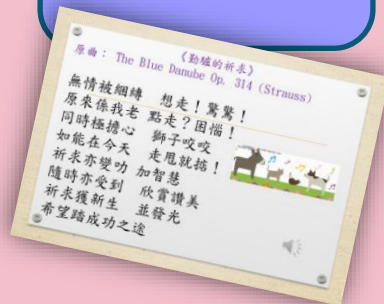 《動驢的祈求》
原曲： The Blue Danube Op. 314 (Strauss)
無情被綑縛　想走！驚驚！
原來係我老　點走？困惱！
同時極擔心　獅子咬咬
如能在今天　走甩就掂！
祈求亦變叻　加智慧
隨時亦受到　欣賞讚美
祈求獲新生　並發光
希望踏成功之途